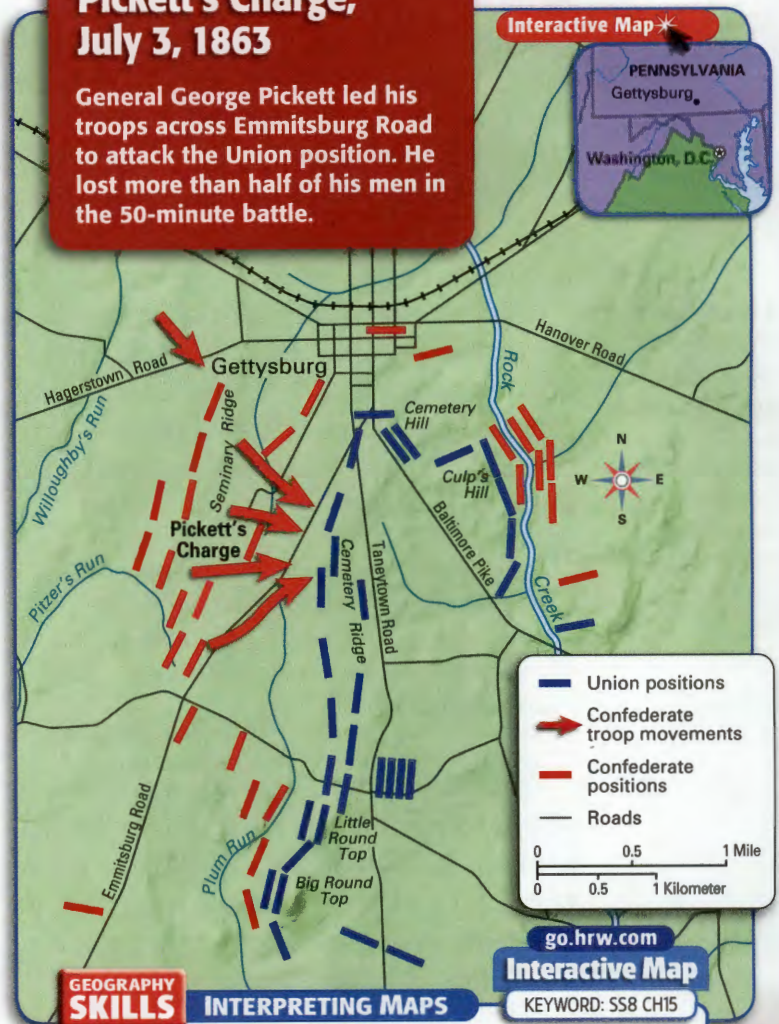 Pickett's Charge,
July 3, 1863
General George Pickett led his
troops across Emmitsburg Road
to attack the Union position. He
lost more than half of his men in
the 50-minute battle.
Interactive Map
PENNSYLVANIA
Gettysburg
Washington, D.C.
Hanover Road
Hagerstown Road
Gettysburg
Rock
Creek
Willoughby's Run
Seminary Ridge
Cemetery
Hill
Culp's
Hill
N
W E
S
Pickett's
Charge
Baltimore Pike
Pitzer's Run
Cemetery Ridge
Taneytown Road
Union positions
Confederate
troop movements
Confederate
positions
Roads
0 0.5 1 Mile
0 0.5 1 Kilometer
Emmitsburg Road
Plum Run
Little
Round
Top
Big Round
Top
go.hrw.com
Interactive Map
KEYWORD: SS8 CH15
GEOGRAPHY
SKILLS
INTERPRETING MAPS